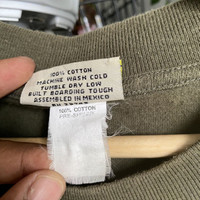 100% COTTON
MACHINE WASH COLD
TUMBLE DRY LOW
BUILT BOARDING TOUGH
ASSEMBLED IN MEXICO
100% COTTON